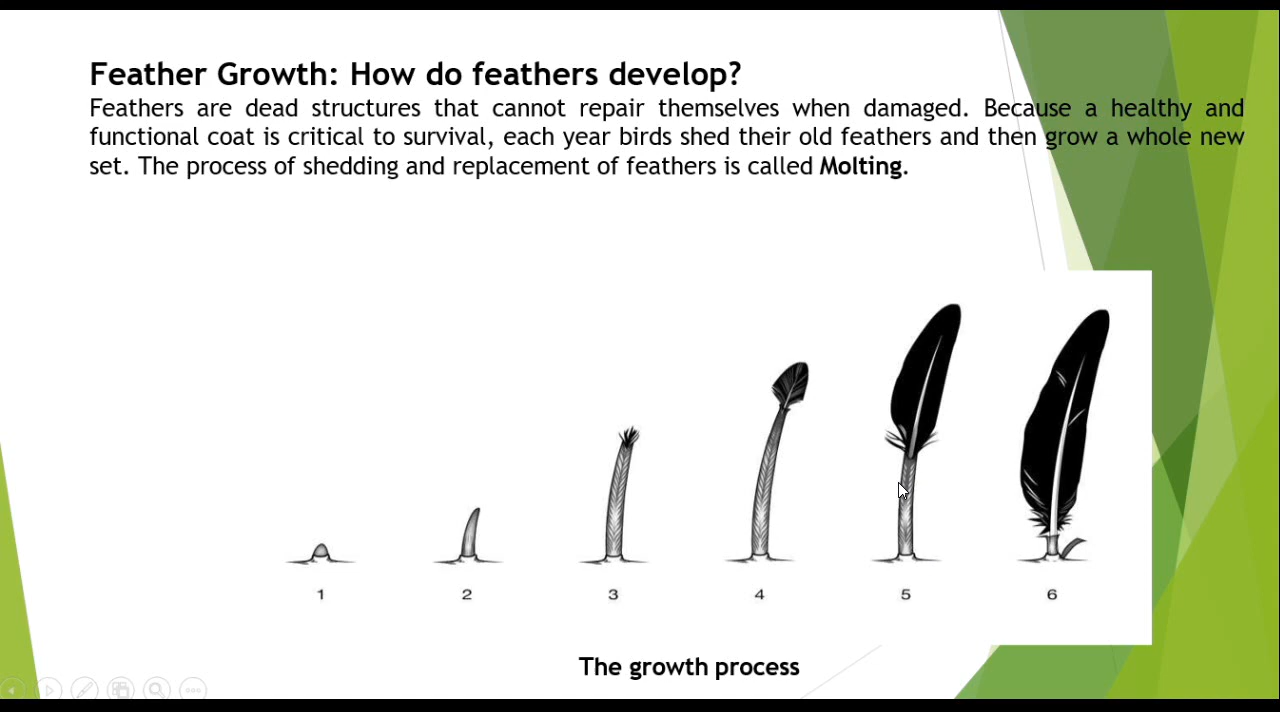 Feather Growth: How do feathers develop?
Feathers are dead structures that cannot repair themselves when damaged. Because a healthy and
functional coat is critical to survival, each year birds shed their old feathers and then grow a whole new
set. The process of shedding and replacement of feathers is called Molting.
1 2 3 4 5 6
The growth process